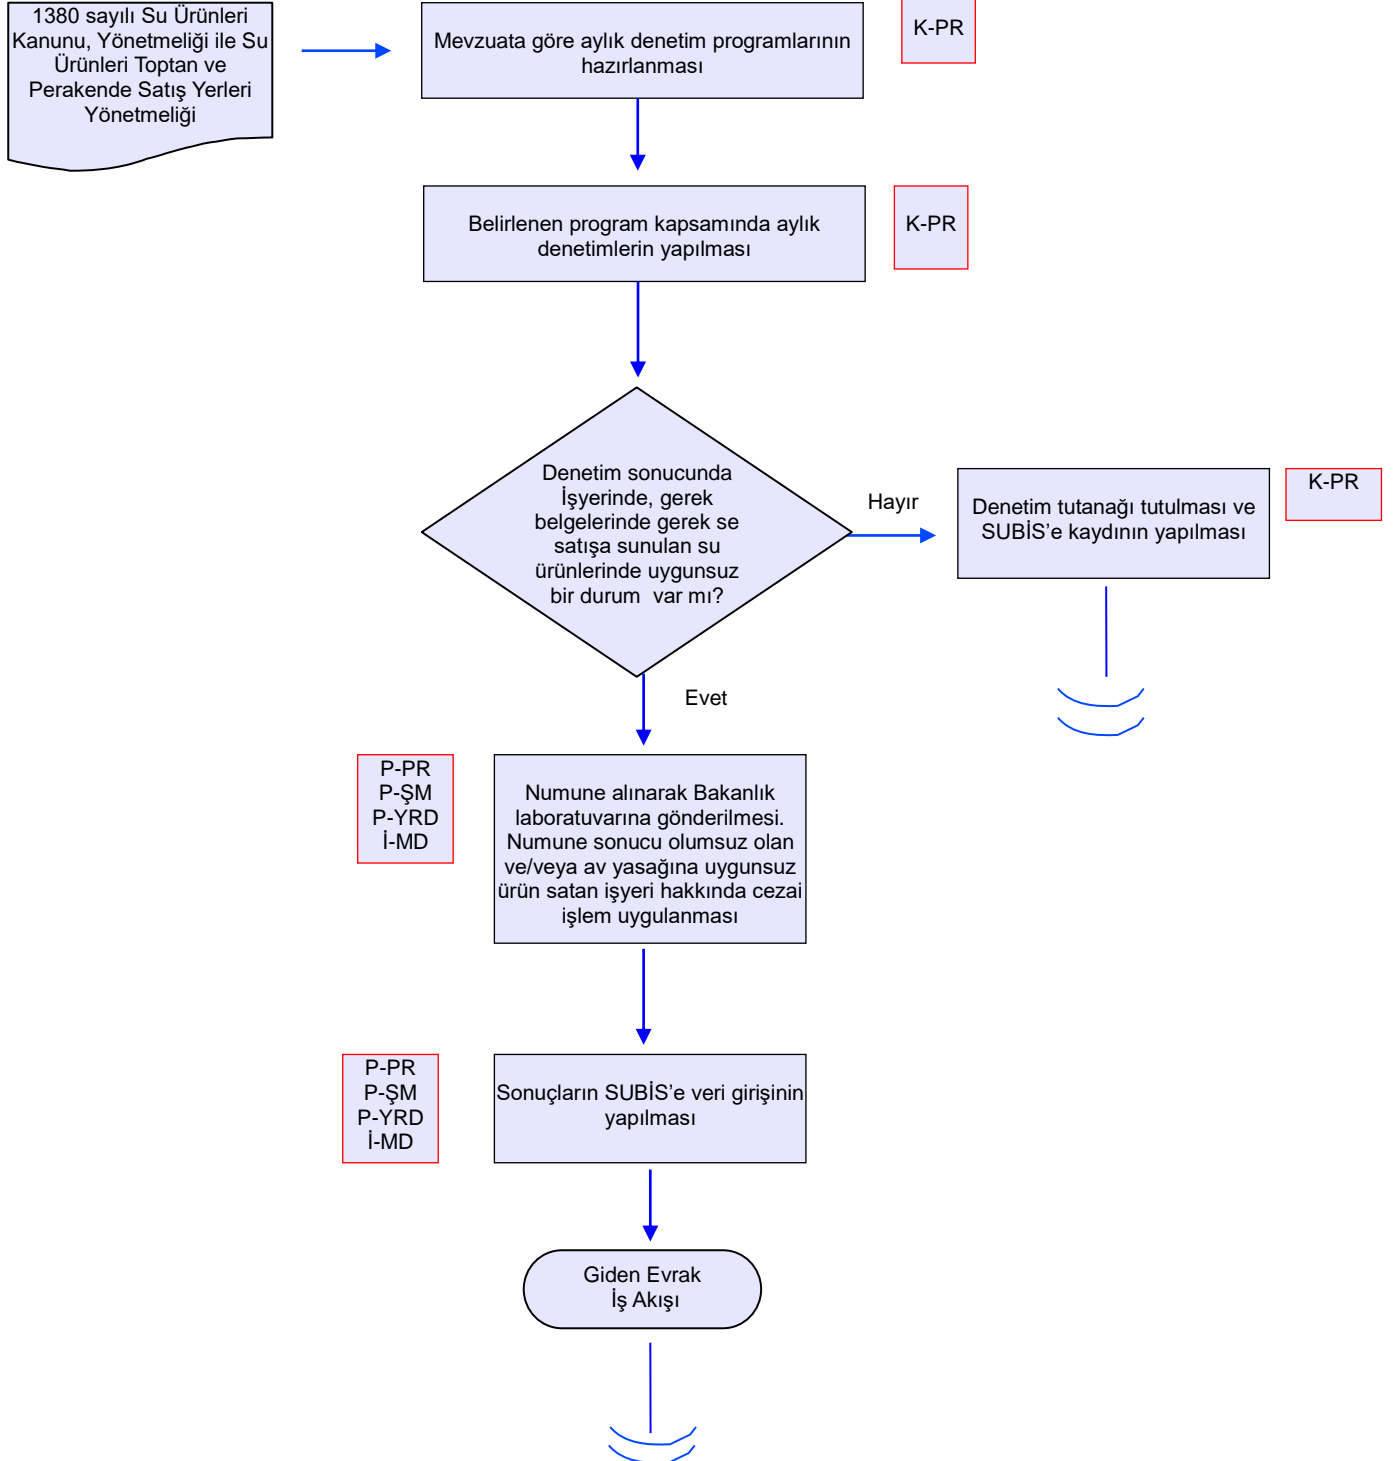 1380 sayılı Su Ürünleri
Kanunu, Yönetmeliği ile Su
Ürünleri Toptan ve
Perakende Satış Yerleri
Yönetmeliği
Mevzuata göre aylık denetim programlarının
hazırlanması
K-PR
Belirlenen program kapsamında aylık
denetimlerin yapılması
K-PR
Denetim sonucunda
İşyerinde, gerek
belgelerinde gerek se
satışa sunulan su
ürünlerinde uygunsuz
bir durum  var mı?
Hayır
Denetim tutanağı tutulması ve
SUBİS’e kaydının yapılması
K-PR
Evet
P-PR
P-ŞM
P-YRD
İ-MD
Numune alınarak Bakanlık
laboratuvarına gönderilmesi.
Numune sonucu olumsuz olan
ve/veya av yasağına uygunsuz
ürün satan işyeri hakkında cezai
işlem uygulanması
P-PR
P-ŞM
P-YRD
İ-MD
Sonuçların SUBİS’e veri girişinin
yapılması
Giden Evrak
İş Akışı